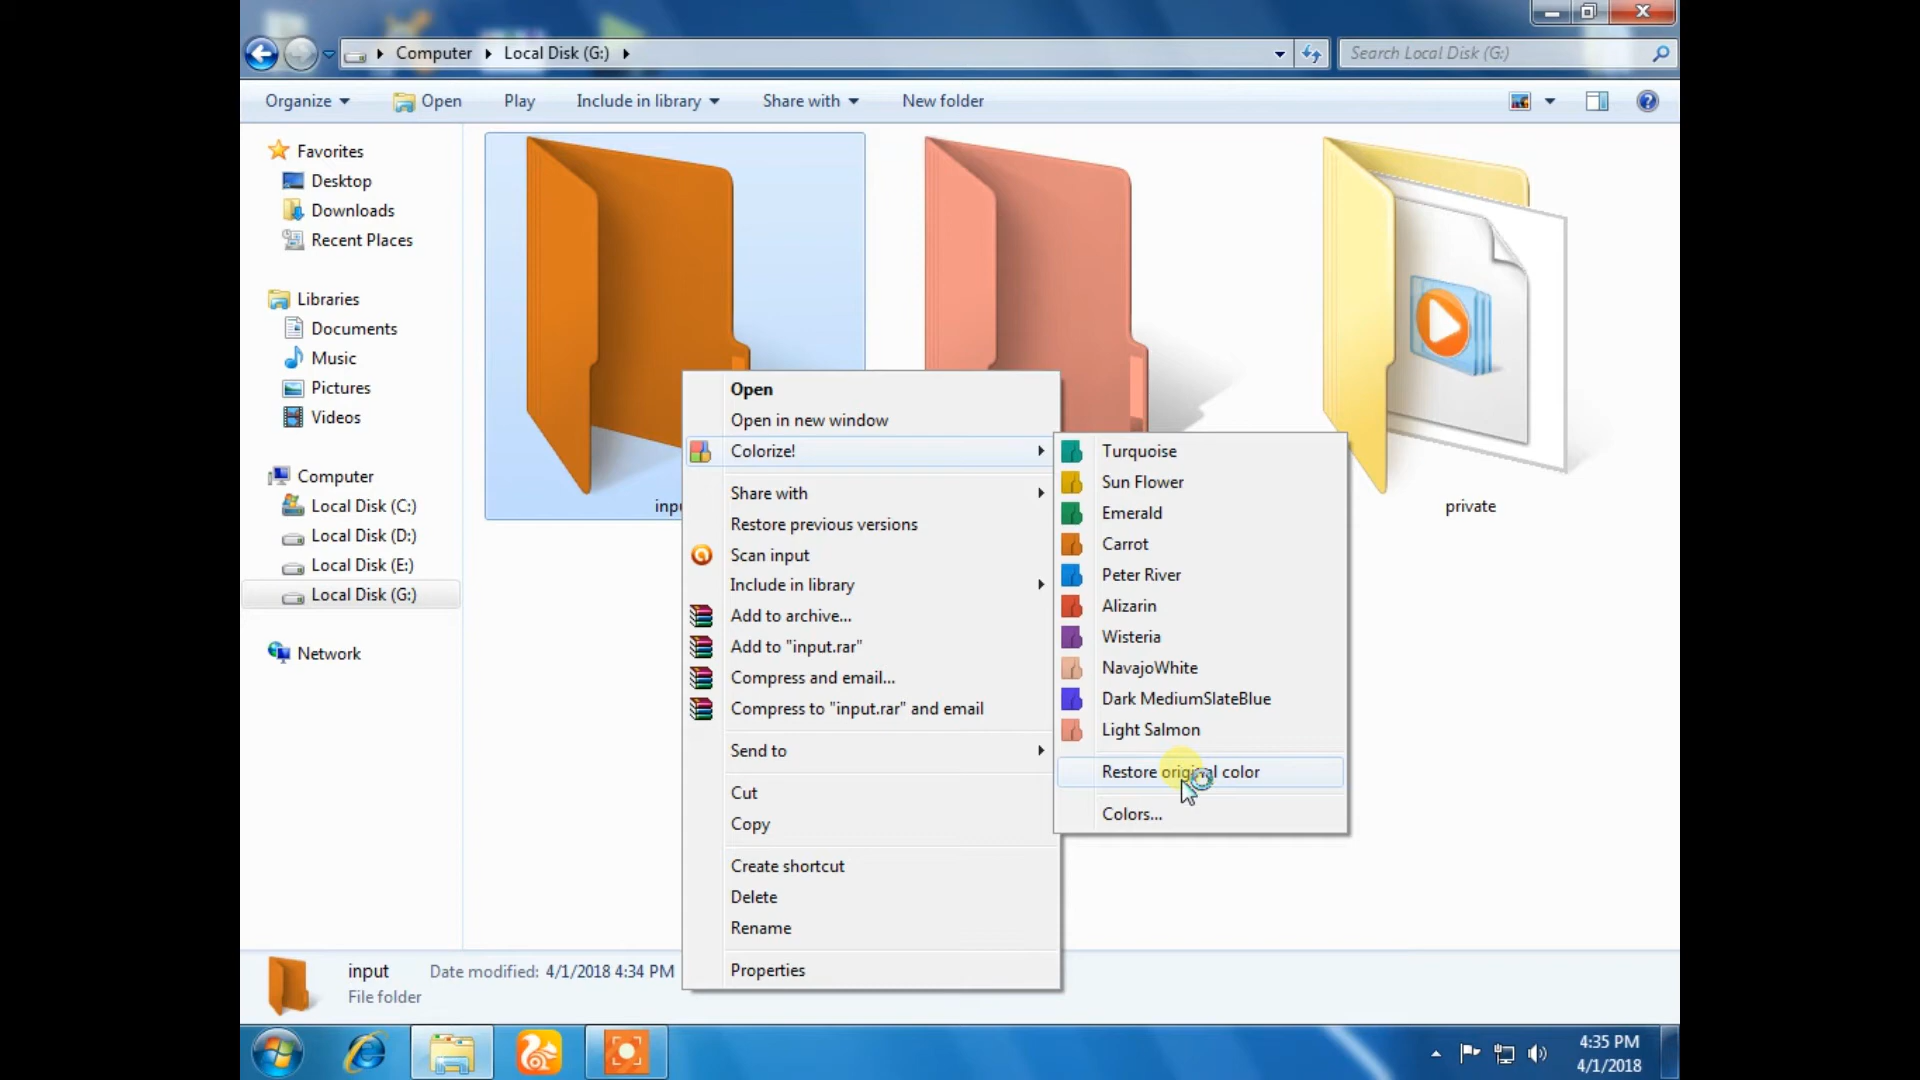 Computer
Local Disk (G:)
Search Local Disk (G:)
Organize
Open
Play
Include in library
Share with
New folder
Favorites
Desktop
Downloads
Recent Places
Libraries
Documents
Music
Pictures
Videos
Computer
Local Disk (C:)
Local Disk (D:)
Local Disk (E:)
Local Disk (G:)
Network
private
Open
Open in new window
Colorize!
Share with
Restore previous versions
Scan input
Include in library
Add to archive...
Add to "input.rar"
Compress and email...
Compress to "input.rar" and email
Send to
Cut
Copy
Create shortcut
Delete
Rename
Properties
Turquoise
Sun Flower
Emerald
Carrot
Peter River
Alizarin
Wisteria
NavajoWhite
Dark MediumSlateBlue
Light Salmon
Restore original color
Colors...
input
Date modified: 4/1/2018 4:34 PM
File folder
4:35 PM
4/1/2018